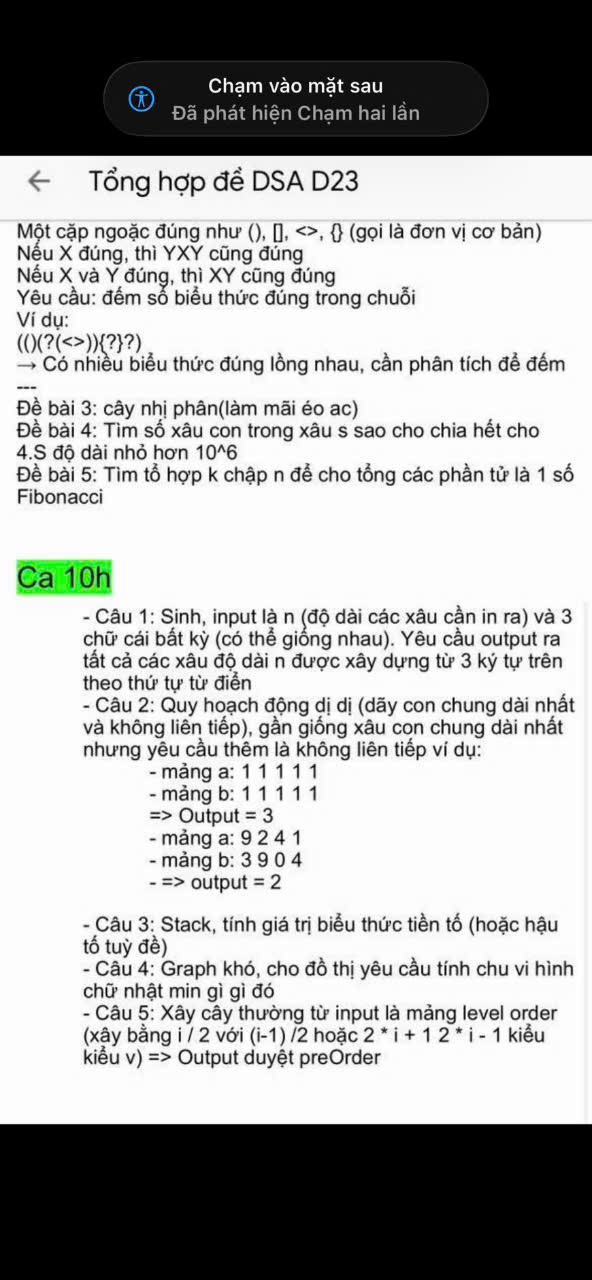 Chạm vào mặt sau
Đã phát hiện Chạm hai lần
Tổng hợp đề DSA D23
Một cặp ngoặc đúng như (), [], <>, {} (gọi là đơn vị cơ bản)
Nếu X đúng, thì YXY cũng đúng
Nếu X và Y đúng, thì XY cũng đúng
Yêu cầu: đếm số biểu thức đúng trong chuỗi
Ví dụ:
(()(?(<>)){?}?)
→ Có nhiều biểu thức đúng lồng nhau, cần phân tích để đếm
---
Đề bài 3: cây nhị phân(làm mãi éo ac)
Đề bài 4: Tìm số xâu con trong xâu s sao cho chia hết cho
4.S độ dài nhỏ hơn 10^6
Đề bài 5: Tìm tổ hợp k chập n để cho tổng các phần tử là 1 số
Fibonacci
Ca 10h
- Câu 1: Sinh, input là n (độ dài các xâu cần in ra) và 3
chữ cái bất kỳ (có thể giống nhau). Yêu cầu output ra
tất cả các xâu độ dài n được xây dựng từ 3 ký tự trên
theo thứ tự từ điển
- Câu 2: Quy hoạch động dị dị (dãy con chung dài nhất
và không liên tiếp), gần giống xâu con chung dài nhất
nhưng yêu cầu thêm là không liên tiếp ví dụ:
- mảng a: 1 1 1 1 1
- mảng b: 1 1 1 1 1
=> Output = 3
- mảng a: 9 2 4 1
- mảng b: 3 9 0 4
- => output = 2
- Câu 3: Stack, tính giá trị biểu thức tiền tố (hoặc hậu
tố tuỳ đề)
- Câu 4: Graph khó, cho đồ thị yêu cầu tính chu vi hình
chữ nhật min gì gì đó
- Câu 5: Xây cây thường từ input là mảng level order
(xây bằng i / 2 với (i-1) /2 hoặc 2 * i + 1 2 * i - 1 kiểu
kiểu v) => Output duyệt preOrder